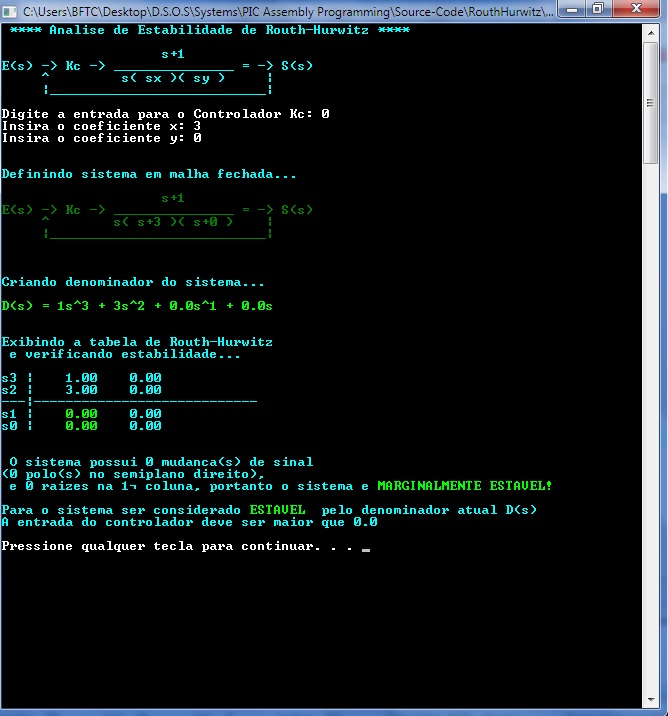 C:\Users\BFTC\Desktop\D.S.O.S\Systems\PIC Assembly Programming\Source-Code\RouthHurwitz\...
**** Analise de Estabilidade de Routh-Hurwitz ****
s+1
E(s) -> Kc -> _______________ = -> S(s)
^ s( sx )( sy ) ¦
¦___________________________¦
Digite a entrada para o Controlador Kc: 0
Insira o coeficiente x: 3
Insira o coeficiente y: 0
Definindo sistema em malha fechada...
s+1
E(s) -> Kc -> _______________ = -> S(s)
^ s( s+3 )( s+0 ) ¦
¦___________________________¦
Criando denominador do sistema...
D(s) = 1s^3 + 3s^2 + 0.0s^1 + 0.0s
Exibindo a tabela de Routh-Hurwitz
e verificando estabilidade...
s3 ¦ 1.00 0.00
s2 ¦ 3.00 0.00
---¦----------------------------
s1 ¦ 0.00 0.00
s0 ¦ 0.00 0.00
O sistema possui 0 mudanca(s) de sinal
(0 polo(s) no semiplano direito),
e 0 raizes na 1¬ coluna, portanto o sistema e MARGINALMENTE ESTAVEL!
Para o sistema ser considerado ESTAVEL pelo denominador atual D(s)
A entrada do controlador deve ser maior que 0.0
Pressione qualquer tecla para continuar. . . _